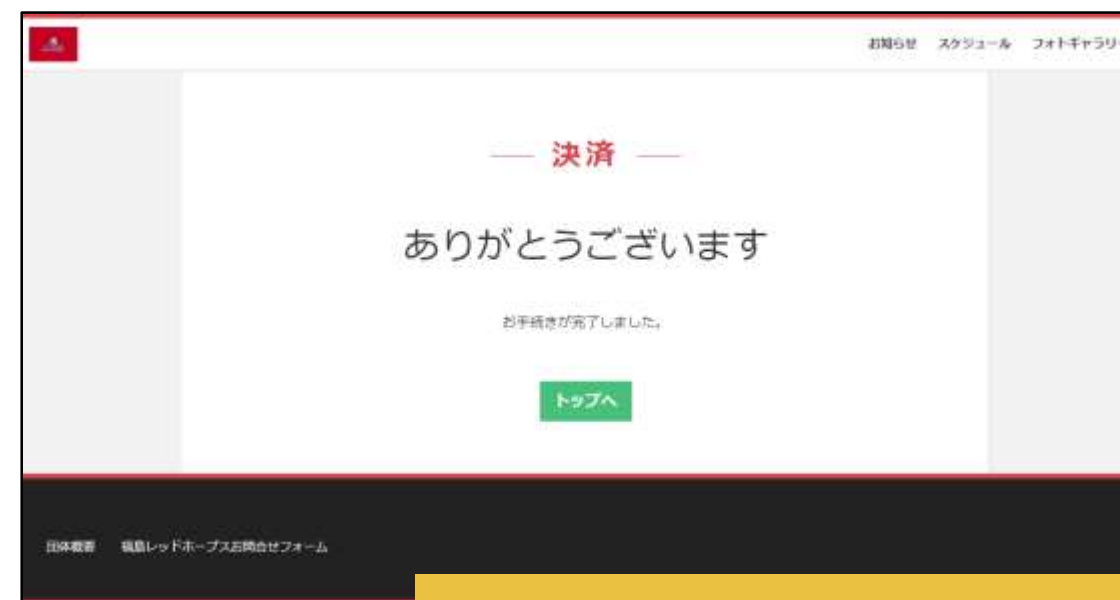 お知らせ スケジュール フォトギャラリー
決済
ありがとうございます
お手続きが完了しました。
トップへ
団体概要 福島レッドホープスお問合せフォーム